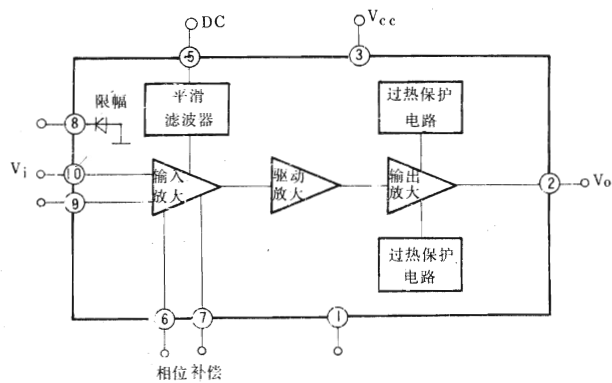 DC
Vcc
5
3
平滑
滤波器
过热保护
电路
限幅
8
Vi
10
9
输入
放大
驱动
放大
输出
放大
2
Vo
过热保护
电路
6
7
1
相位 补偿